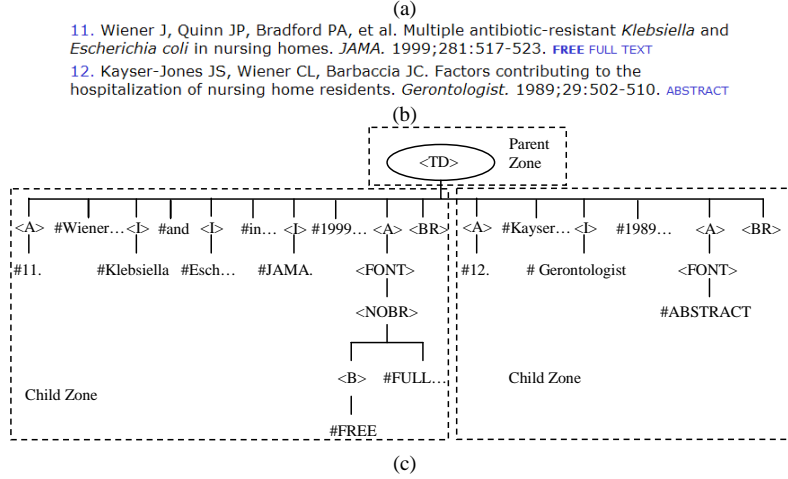 (a)
11. Wiener J, Quinn JP, Bradford PA, et al. Multiple antibiotic-resistant Klebsiella and
Escherichia coli in nursing homes. JAMA. 1999;281:517-523. FREE FULL TEXT
12. Kayser-Jones JS, Wiener CL, Barbaccia JC. Factors contributing to the
hospitalization of nursing home residents. Gerontologist. 1989;29:502-510. ABSTRACT
(b)
<TD>
Parent
Zone
<A> #Wiener… <I> #and <I> #in… <I> #1999… <A> <BR> <A> #Kayser… <I> #1989… <A> <BR>
#11. #Klebsiella #Esch… #JAMA. <FONT> #12. # Gerontologist <FONT>
<NOBR> #ABSTRACT
<B> #FULL… Child Zone
Child Zone
#FREE
(c)